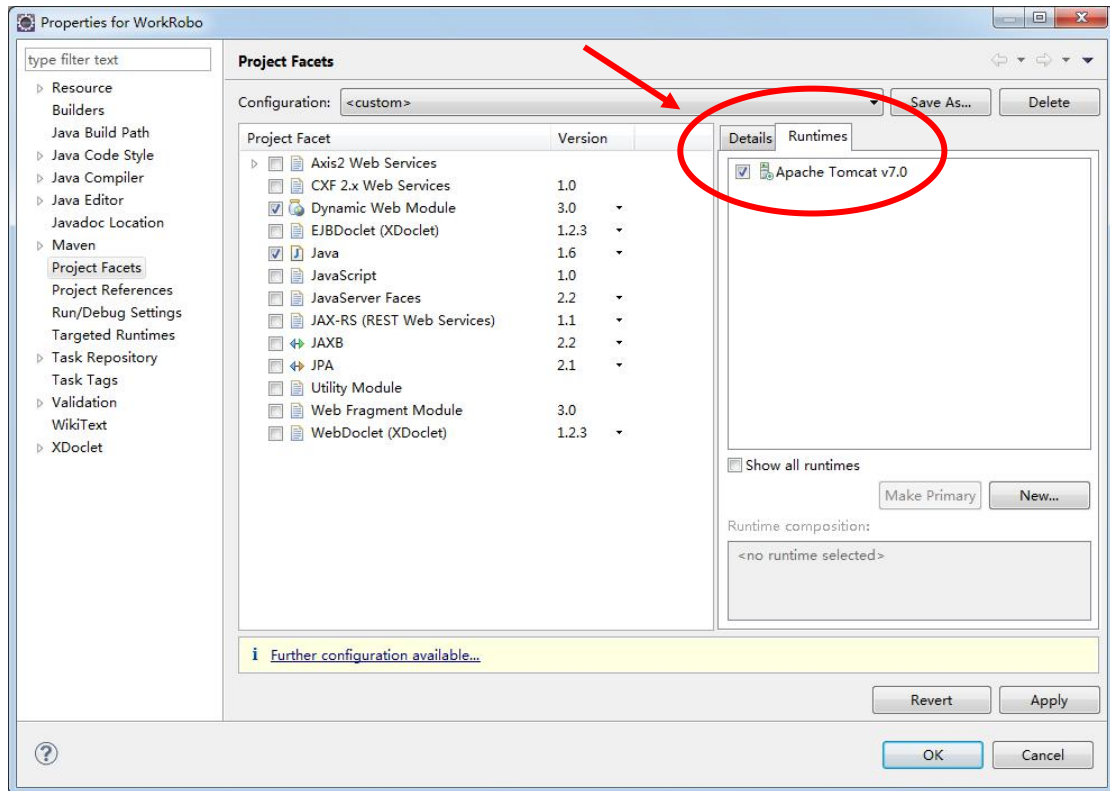 Properties for WorkRobo
type filter text
Resource
Builders
Java Build Path
Java Code Style
Java Compiler
Java Editor
Javadoc Location
Maven
Project Facets
Project References
Run/Debug Settings
Targeted Runtimes
Task Repository
Task Tags
Validation
WikiText
XDoclet
Project Facets
Configuration: <custom> Save As... Delete
Project Facet Version
Axis2 Web Services
CXF 2.x Web Services 1.0
Dynamic Web Module 3.0
EJBDoclet (XDoclet) 1.2.3
Java 1.6
JavaScript 1.0
JavaServer Faces 2.2
JAX-RS (REST Web Services) 1.1
JAXB 2.2
JPA 2.1
Utility Module
Web Fragment Module 3.0
WebDoclet (XDoclet) 1.2.3
Details Runtimes
Apache Tomcat v7.0
Show all runtimes
Make Primary New...
Runtime composition:
<no runtime selected>
i Further configuration available...
Revert Apply
? OK Cancel